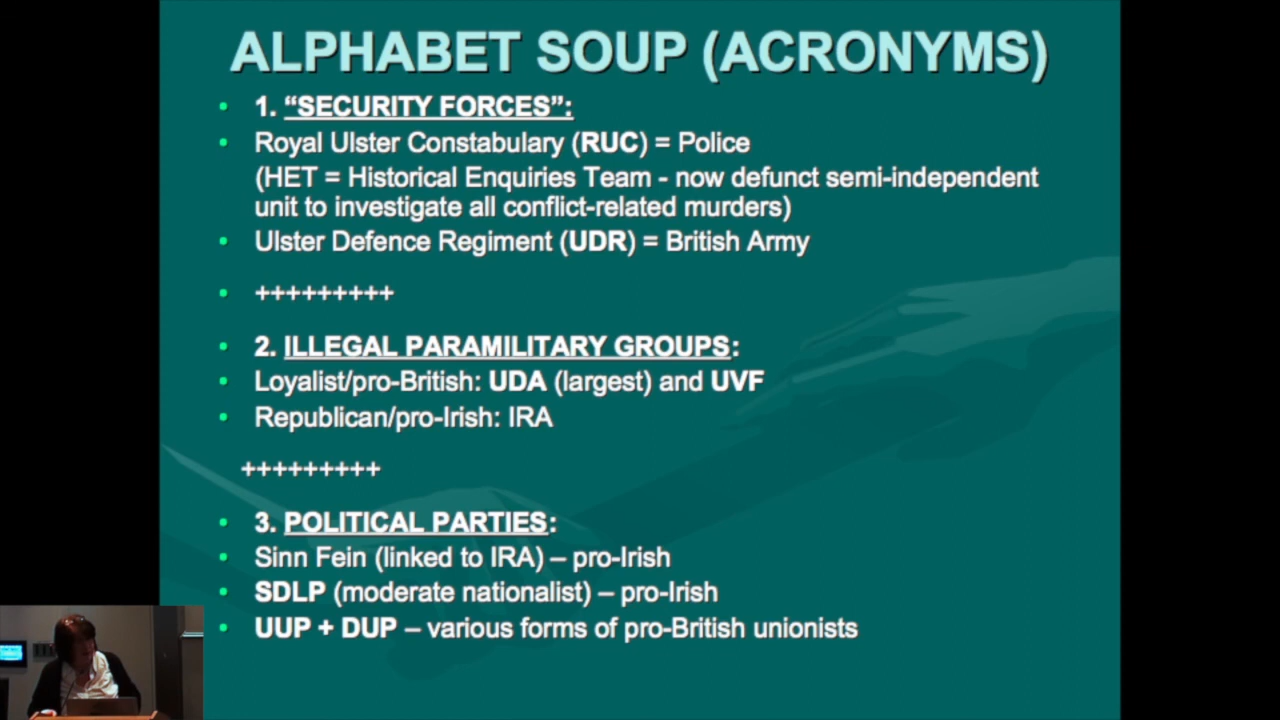 ALPHABET SOUP (ACRONYMS)
• 1. “SECURITY FORCES”:
• Royal Ulster Constabulary (RUC) = Police
(HET = Historical Enquiries Team - now defunct semi-independent
unit to investigate all conflict-related murders)
• Ulster Defence Regiment (UDR) = British Army
• +++++++++
• 2. ILLEGAL PARAMILITARY GROUPS:
• Loyalist/pro-British: UDA (largest) and UVF
• Republican/pro-Irish: IRA
+++++++++
• 3. POLITICAL PARTIES:
• Sinn Fein (linked to IRA) – pro-Irish
• SDLP (moderate nationalist) – pro-Irish
• UUP + DUP – various forms of pro-British unionists